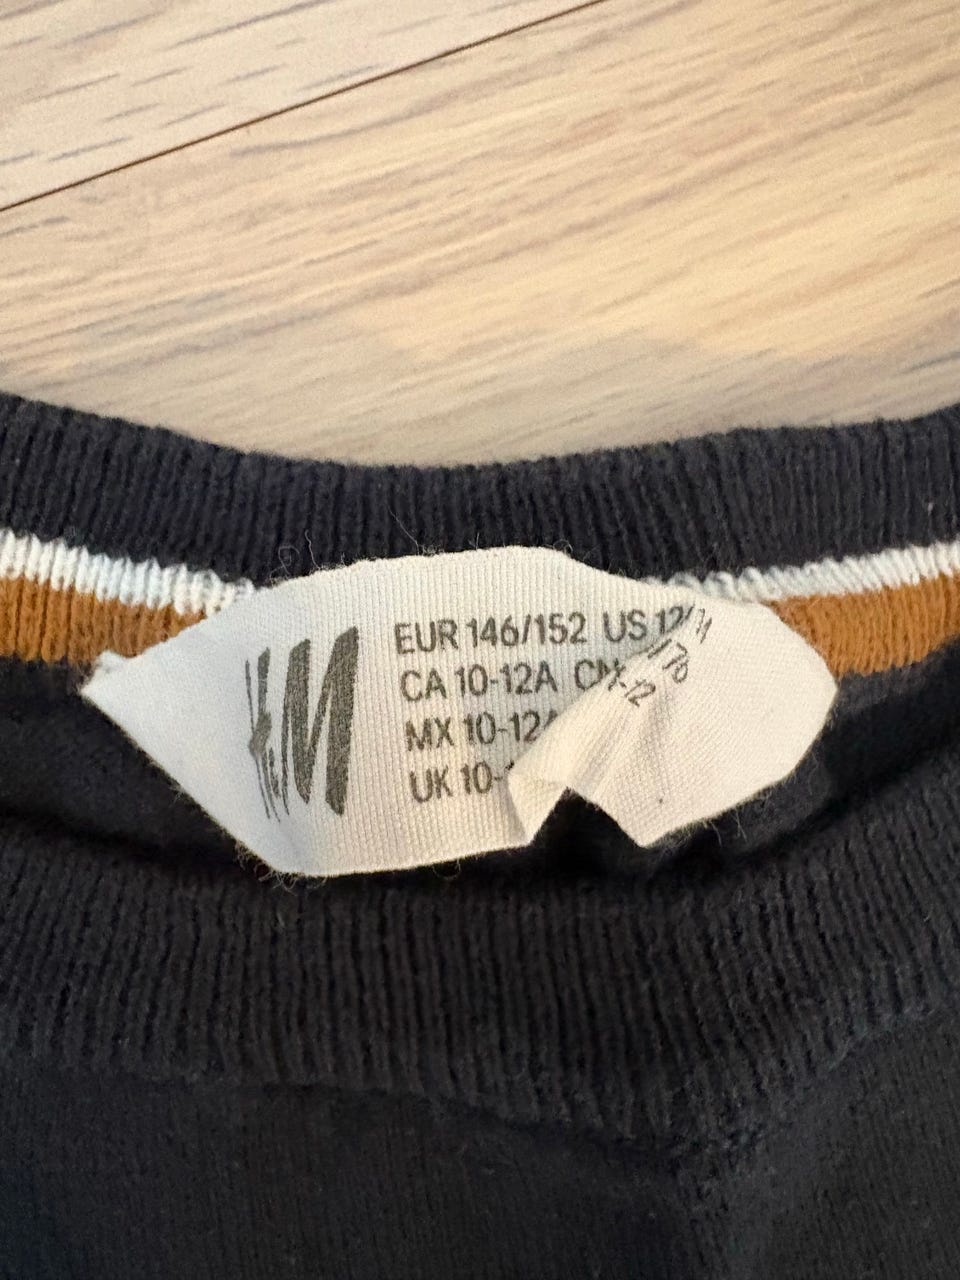 H&M
EUR 146/152 US
CA 10-12A
MX 10-12
UK 10-